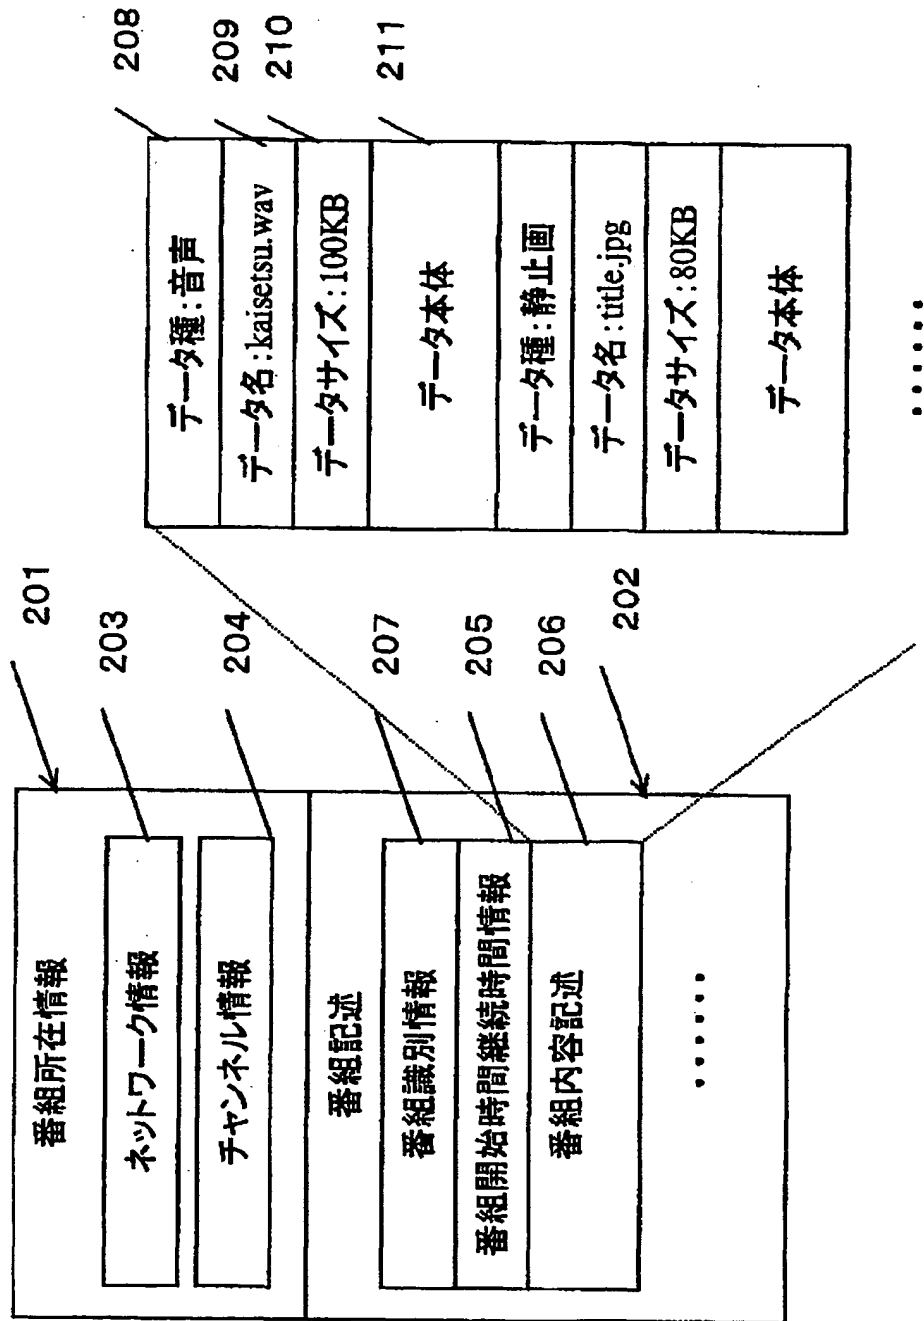 番組所在情報
201
ネットワーク情報
203
チャンネル情報
204
番組記述
番組識別情報
207
番組開始時間継続時間情報
205
番組内容記述
206
202
......
データ種:音声
208
データ名:kaisetsu.wav
209
データサイズ:100KB
210
データ本体
211
データ種:静止画
データ名:title.jpg
データサイズ:80KB
データ本体
......